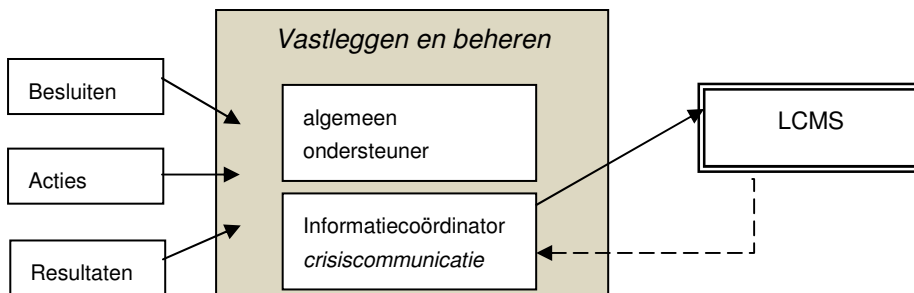 Vastleggen en beheren
Besluiten
Acties
Resultaten
algemeen
ondersteuner
Informatiecoördinator
crisiscommunicatie
LCMS